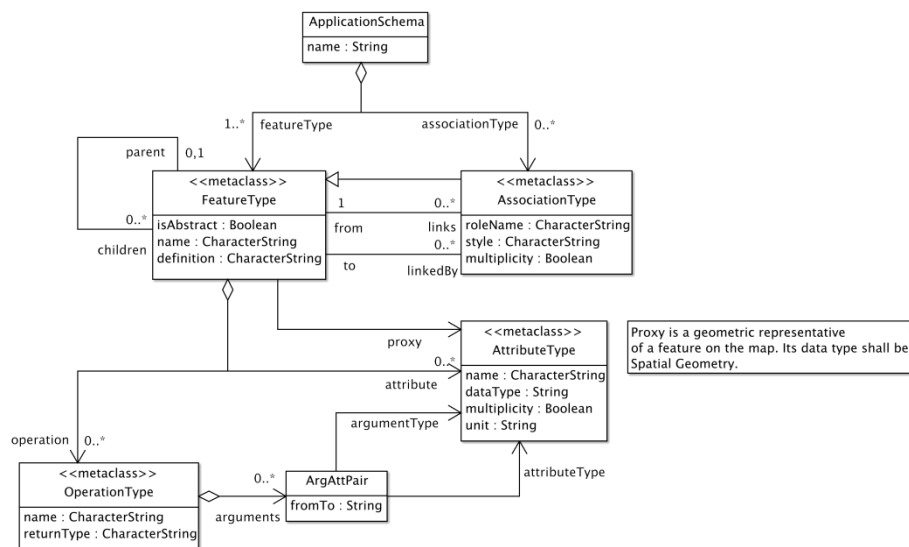 ApplicationSchema
name : String
1..*
featureType
associationType
0..*
parent
0,1
<<metaclass>>
FeatureType
isAbstract : Boolean
name : CharacterString
definition : CharacterString
0..*
children
1
0..*
from
links
0..*
to
linkedBy
<<metaclass>>
AssociationType
roleName : CharacterString
style : CharacterString
multiplicity : Boolean
proxy
0..*
attribute
<<metaclass>>
AttributeType
name : CharacterString
dataType : String
multiplicity : Boolean
unit : String
Proxy is a geometric representative
of a feature on the map. Its data type shall be
Spatial Geometry.
argumentType
attributeType
operation
0..*
<<metaclass>>
OperationType
name : CharacterString
returnType : CharacterString
0..*
arguments
ArgAttPair
fromTo : String